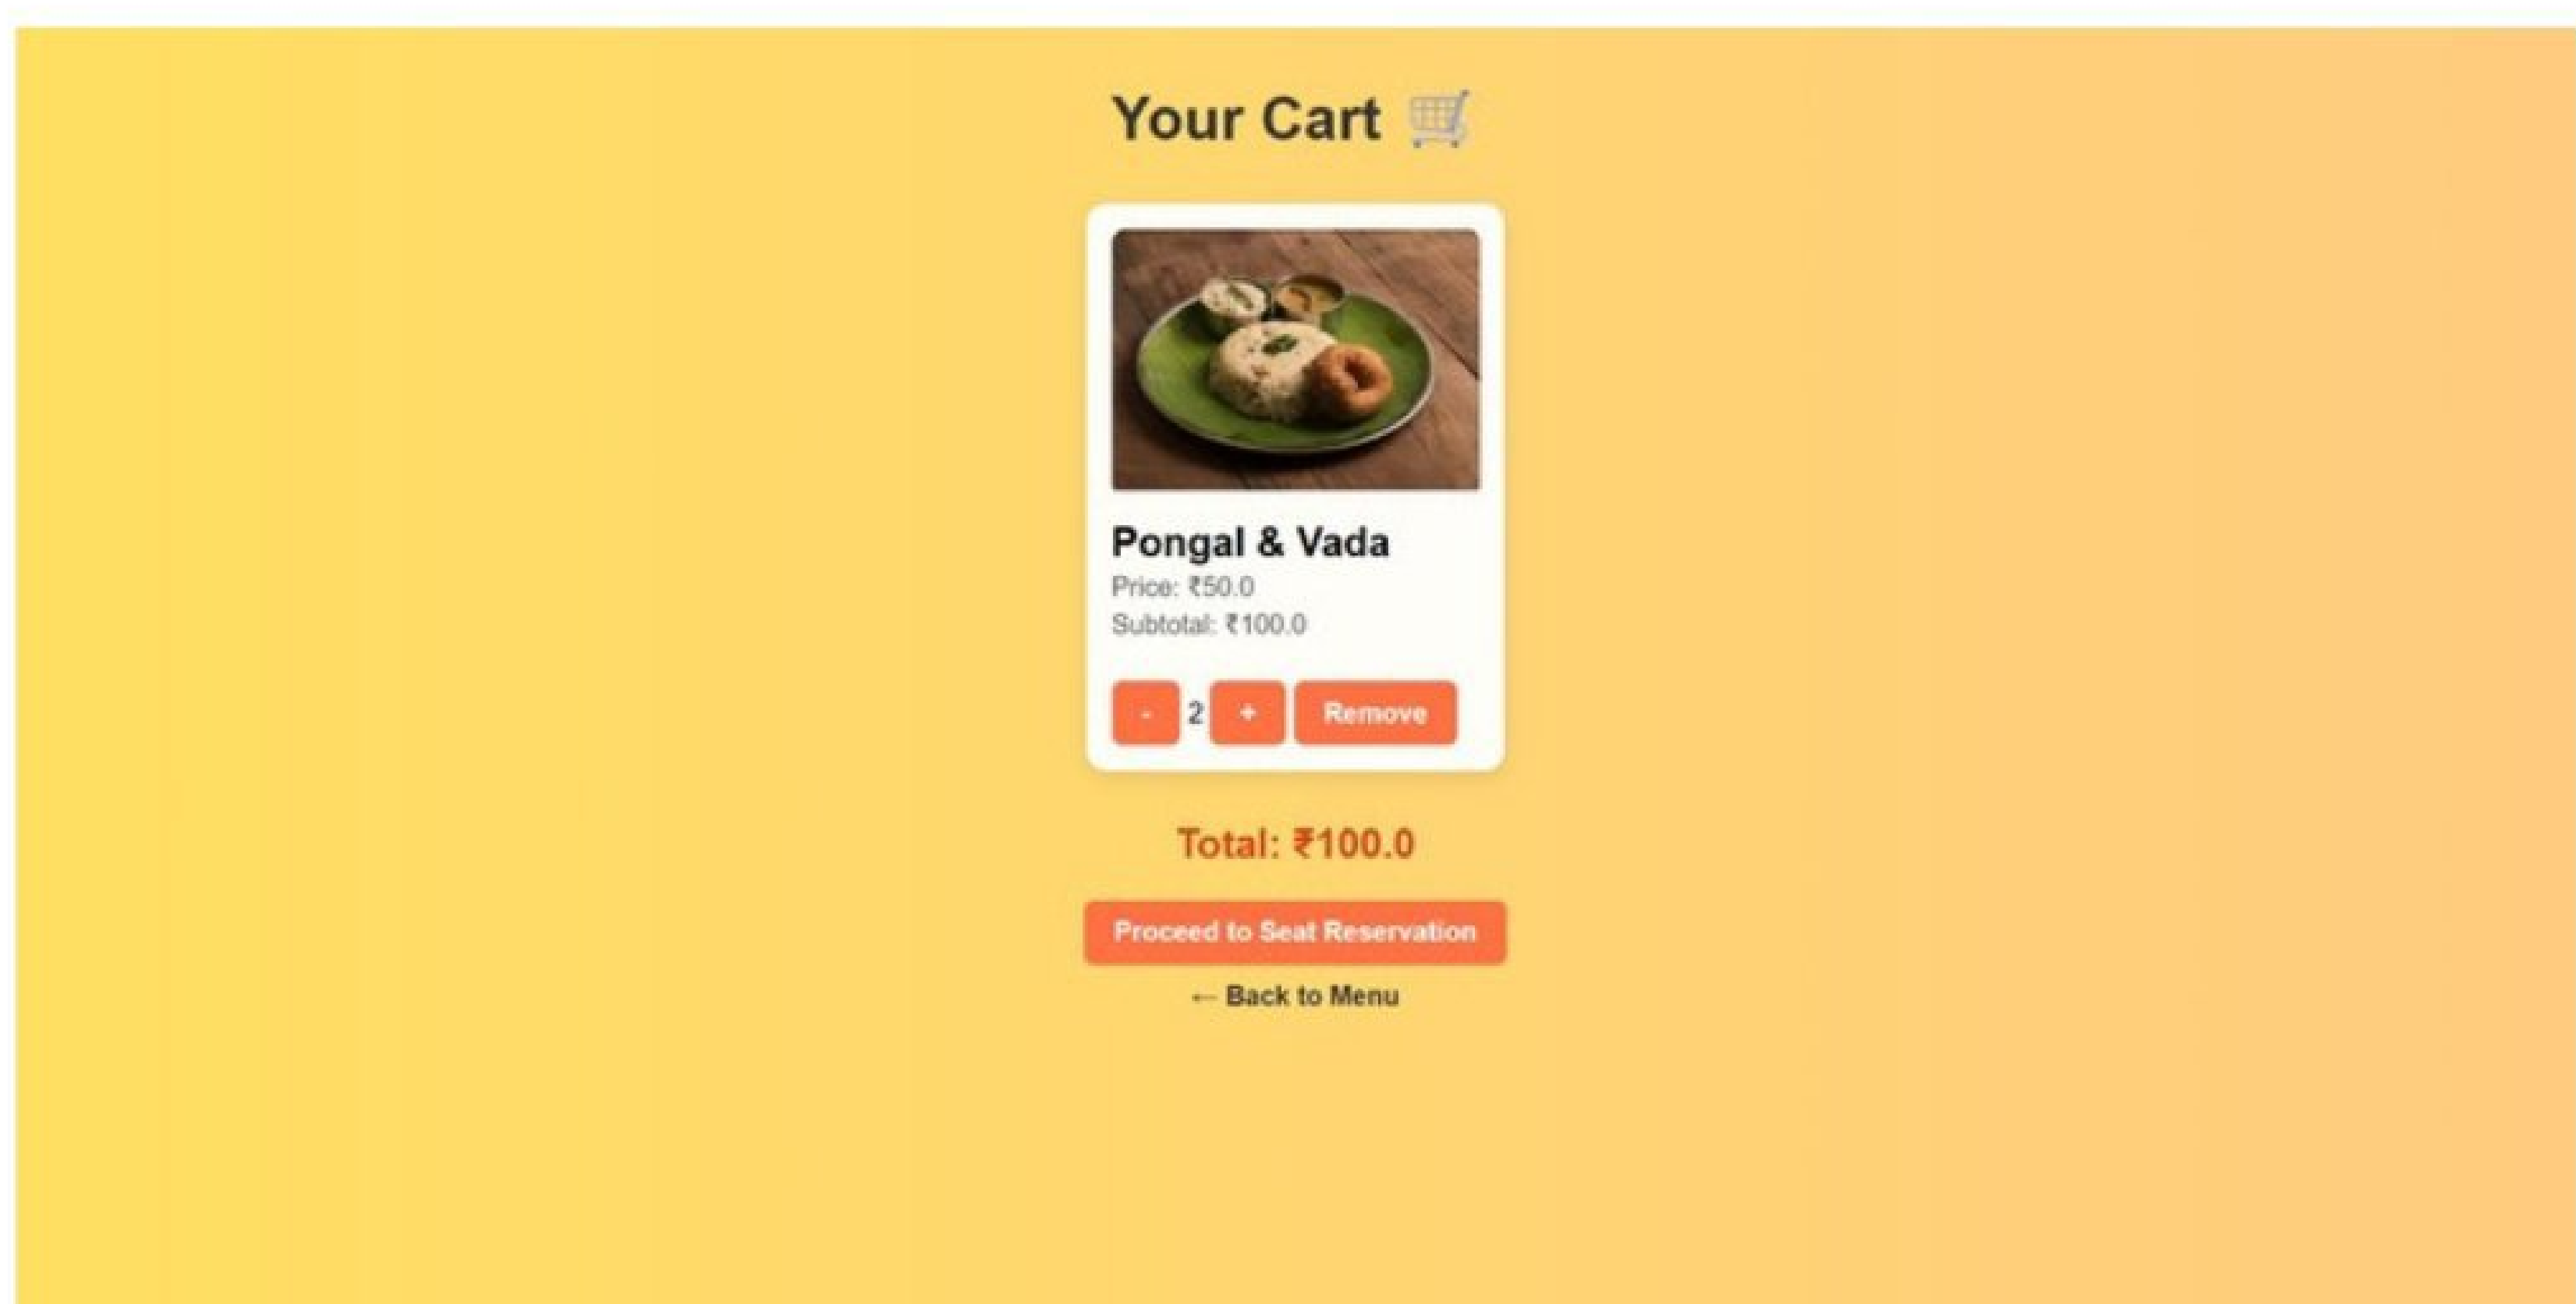 Your Cart 🛒
Pongal & Vada
Price: ₹50.0
Subtotal: ₹100.0
- 2 + Remove
Total: ₹100.0
Proceed to Seat Reservation
← Back to Menu